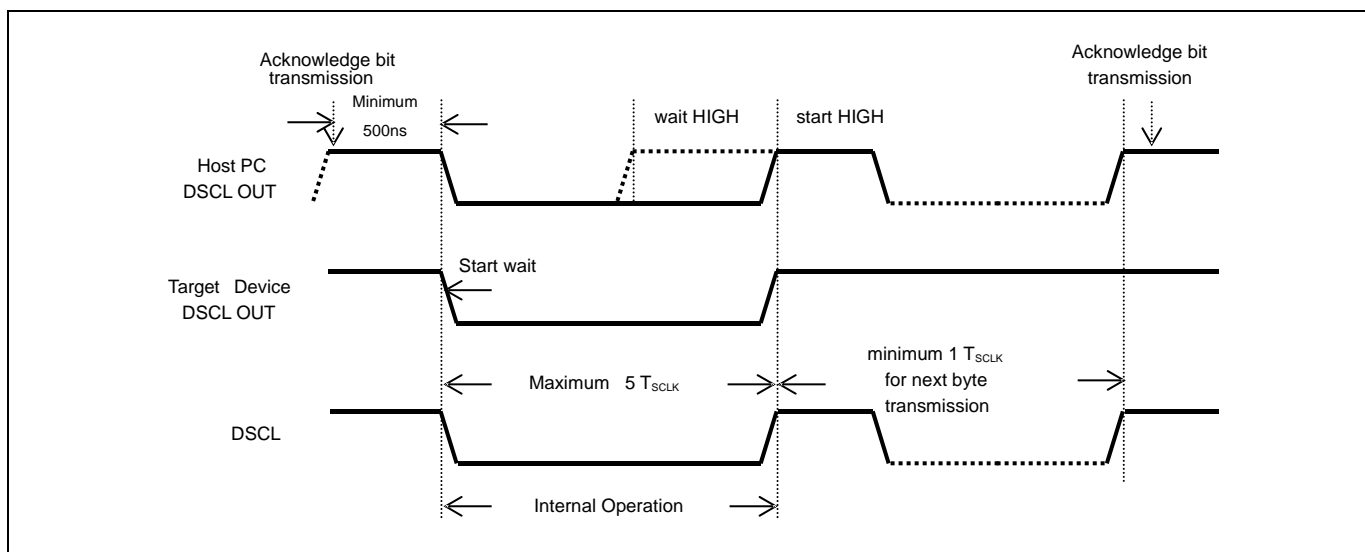 Acknowledge bit
transmission
Acknowledge bit
transmission
Minimum
500ns
wait HIGH
start HIGH
Host PC
DSCL OUT
Start wait
Target Device
DSCL OUT
minimum 1 TSCLK
for next byte
transmission
Maximum 5 TSCLK
DSCL
Internal Operation